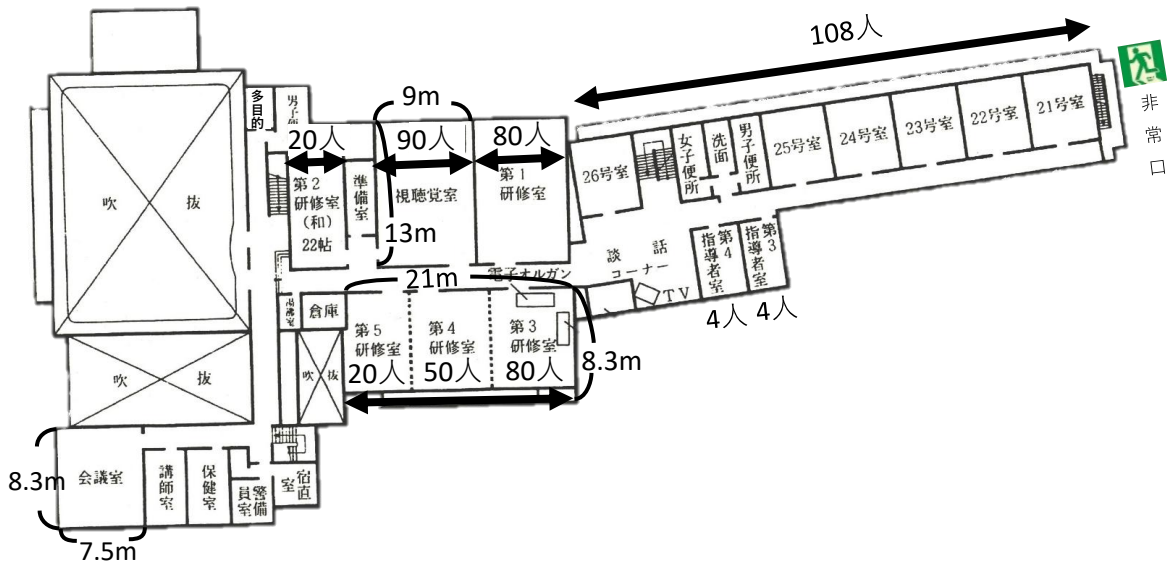 108人
非常口
多目的
男子便
9m
20人
90人
80人
第2
研修室
(和)
22帖
準備室
視聴覚室
第1
研修室
13m
26号室
女子便所
洗面
男子便所
25号室
24号室
23号室
22号室
21号室
吹抜
談話
コーナー
TV
第4
指導者室
第3
指導者室
4人
4人
電子オルガン
21m
湯沸室
倉庫
第5
研修室
20人
第4
研修室
50人
第3
研修室
80人
8.3m
吹抜
吹抜
会議室
講師室
保健室
警備員室
宿直室
8.3m
7.5m